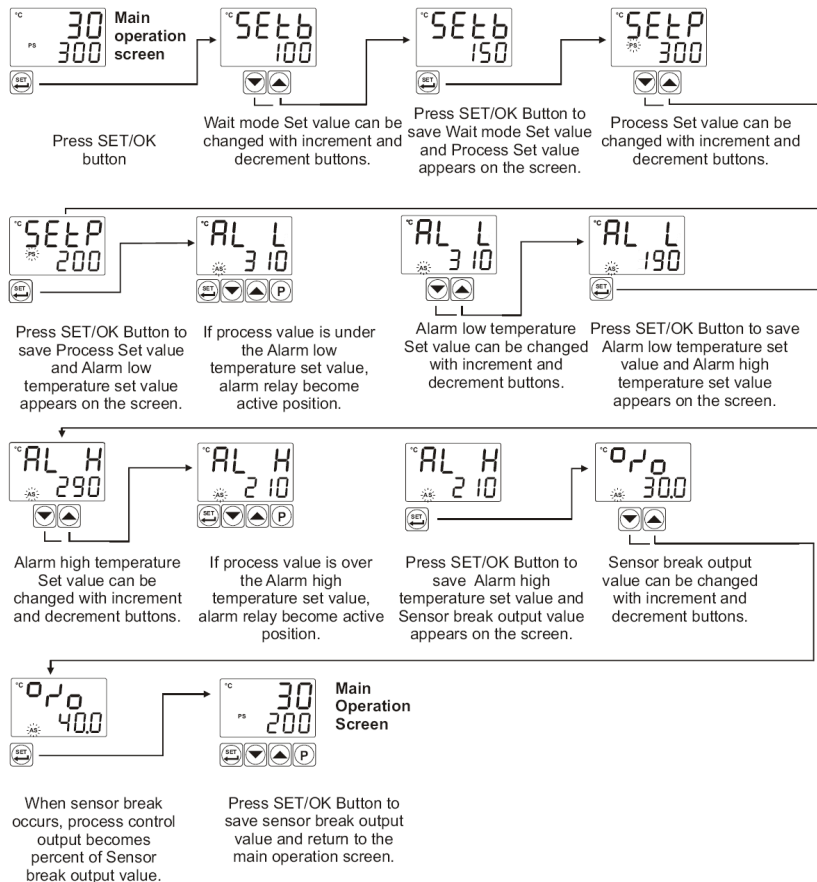 °C 30
PS 300
Main
operation
screen
SET
Press SET/OK
button
°C SEtb
100
Wait mode Set value can be
changed with increment and
decrement buttons.
°C SEtb
150
SET
Press SET/OK Button to
save Wait mode Set value
and Process Set value
appears on the screen.
°C SEtP
PS 300
Process Set value can be
changed with increment and
decrement buttons.
°C SEtP
PS 200
SET
Press SET/OK Button to
save Process Set value
and Alarm low
temperature set value
appears on the screen.
°C AL L
AS 310
SET P
If process value is under
the Alarm low
temperature set value,
alarm relay become
active position.
°C AL L
AS 310
Alarm low temperature
Set value can be changed
with increment and
decrement buttons.
°C AL L
AS 190
SET
Press SET/OK Button to save
Alarm low temperature set
value and Alarm high
temperature set value
appears on the screen.
°C AL H
AS 290
Alarm high temperature
Set value can be
changed with increment
and decrement buttons.
°C AL H
AS 210
SET P
If process value is over
the Alarm high
temperature set value,
alarm relay become active
position.
°C AL H
AS 210
SET
Press SET/OK Button to
save Alarm high
temperature set value and
Sensor break output value
appears on the screen.
°C o/o
AS 30.0
Sensor break output
value can be changed
with increment and
decrement buttons.
°C o/o
AS 40.0
SET
When sensor break
occurs, process control
output becomes
percent of Sensor
break output value.
°C 30
PS 200
Main
Operation
Screen
SET P
Press SET/OK Button to
save sensor break output
value and return to the
main operation screen.